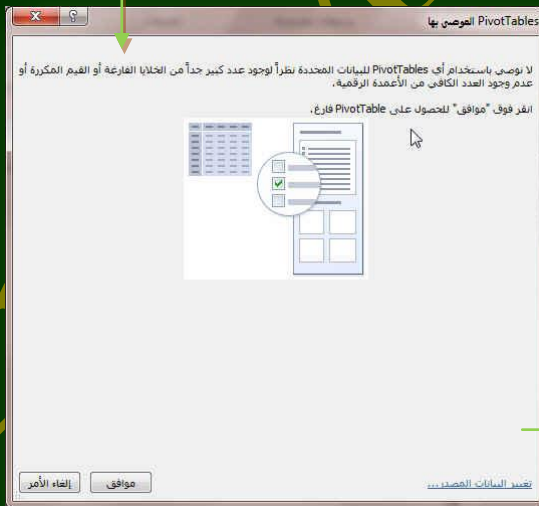 PivotTables الموصى بها
لا نوصي باستخدام أي PivotTables للبيانات المحددة نظراً لوجود عدد كبير جداً من الخلايا الفارغة أو القيم المكررة أو
عدم وجود العدد الكافي من الأعمدة الرقمية.
انقر فوق "موافق" للحصول على PivotTable فارغ.
تغيير البيانات المصدر...
موافق
إلغاء الأمر